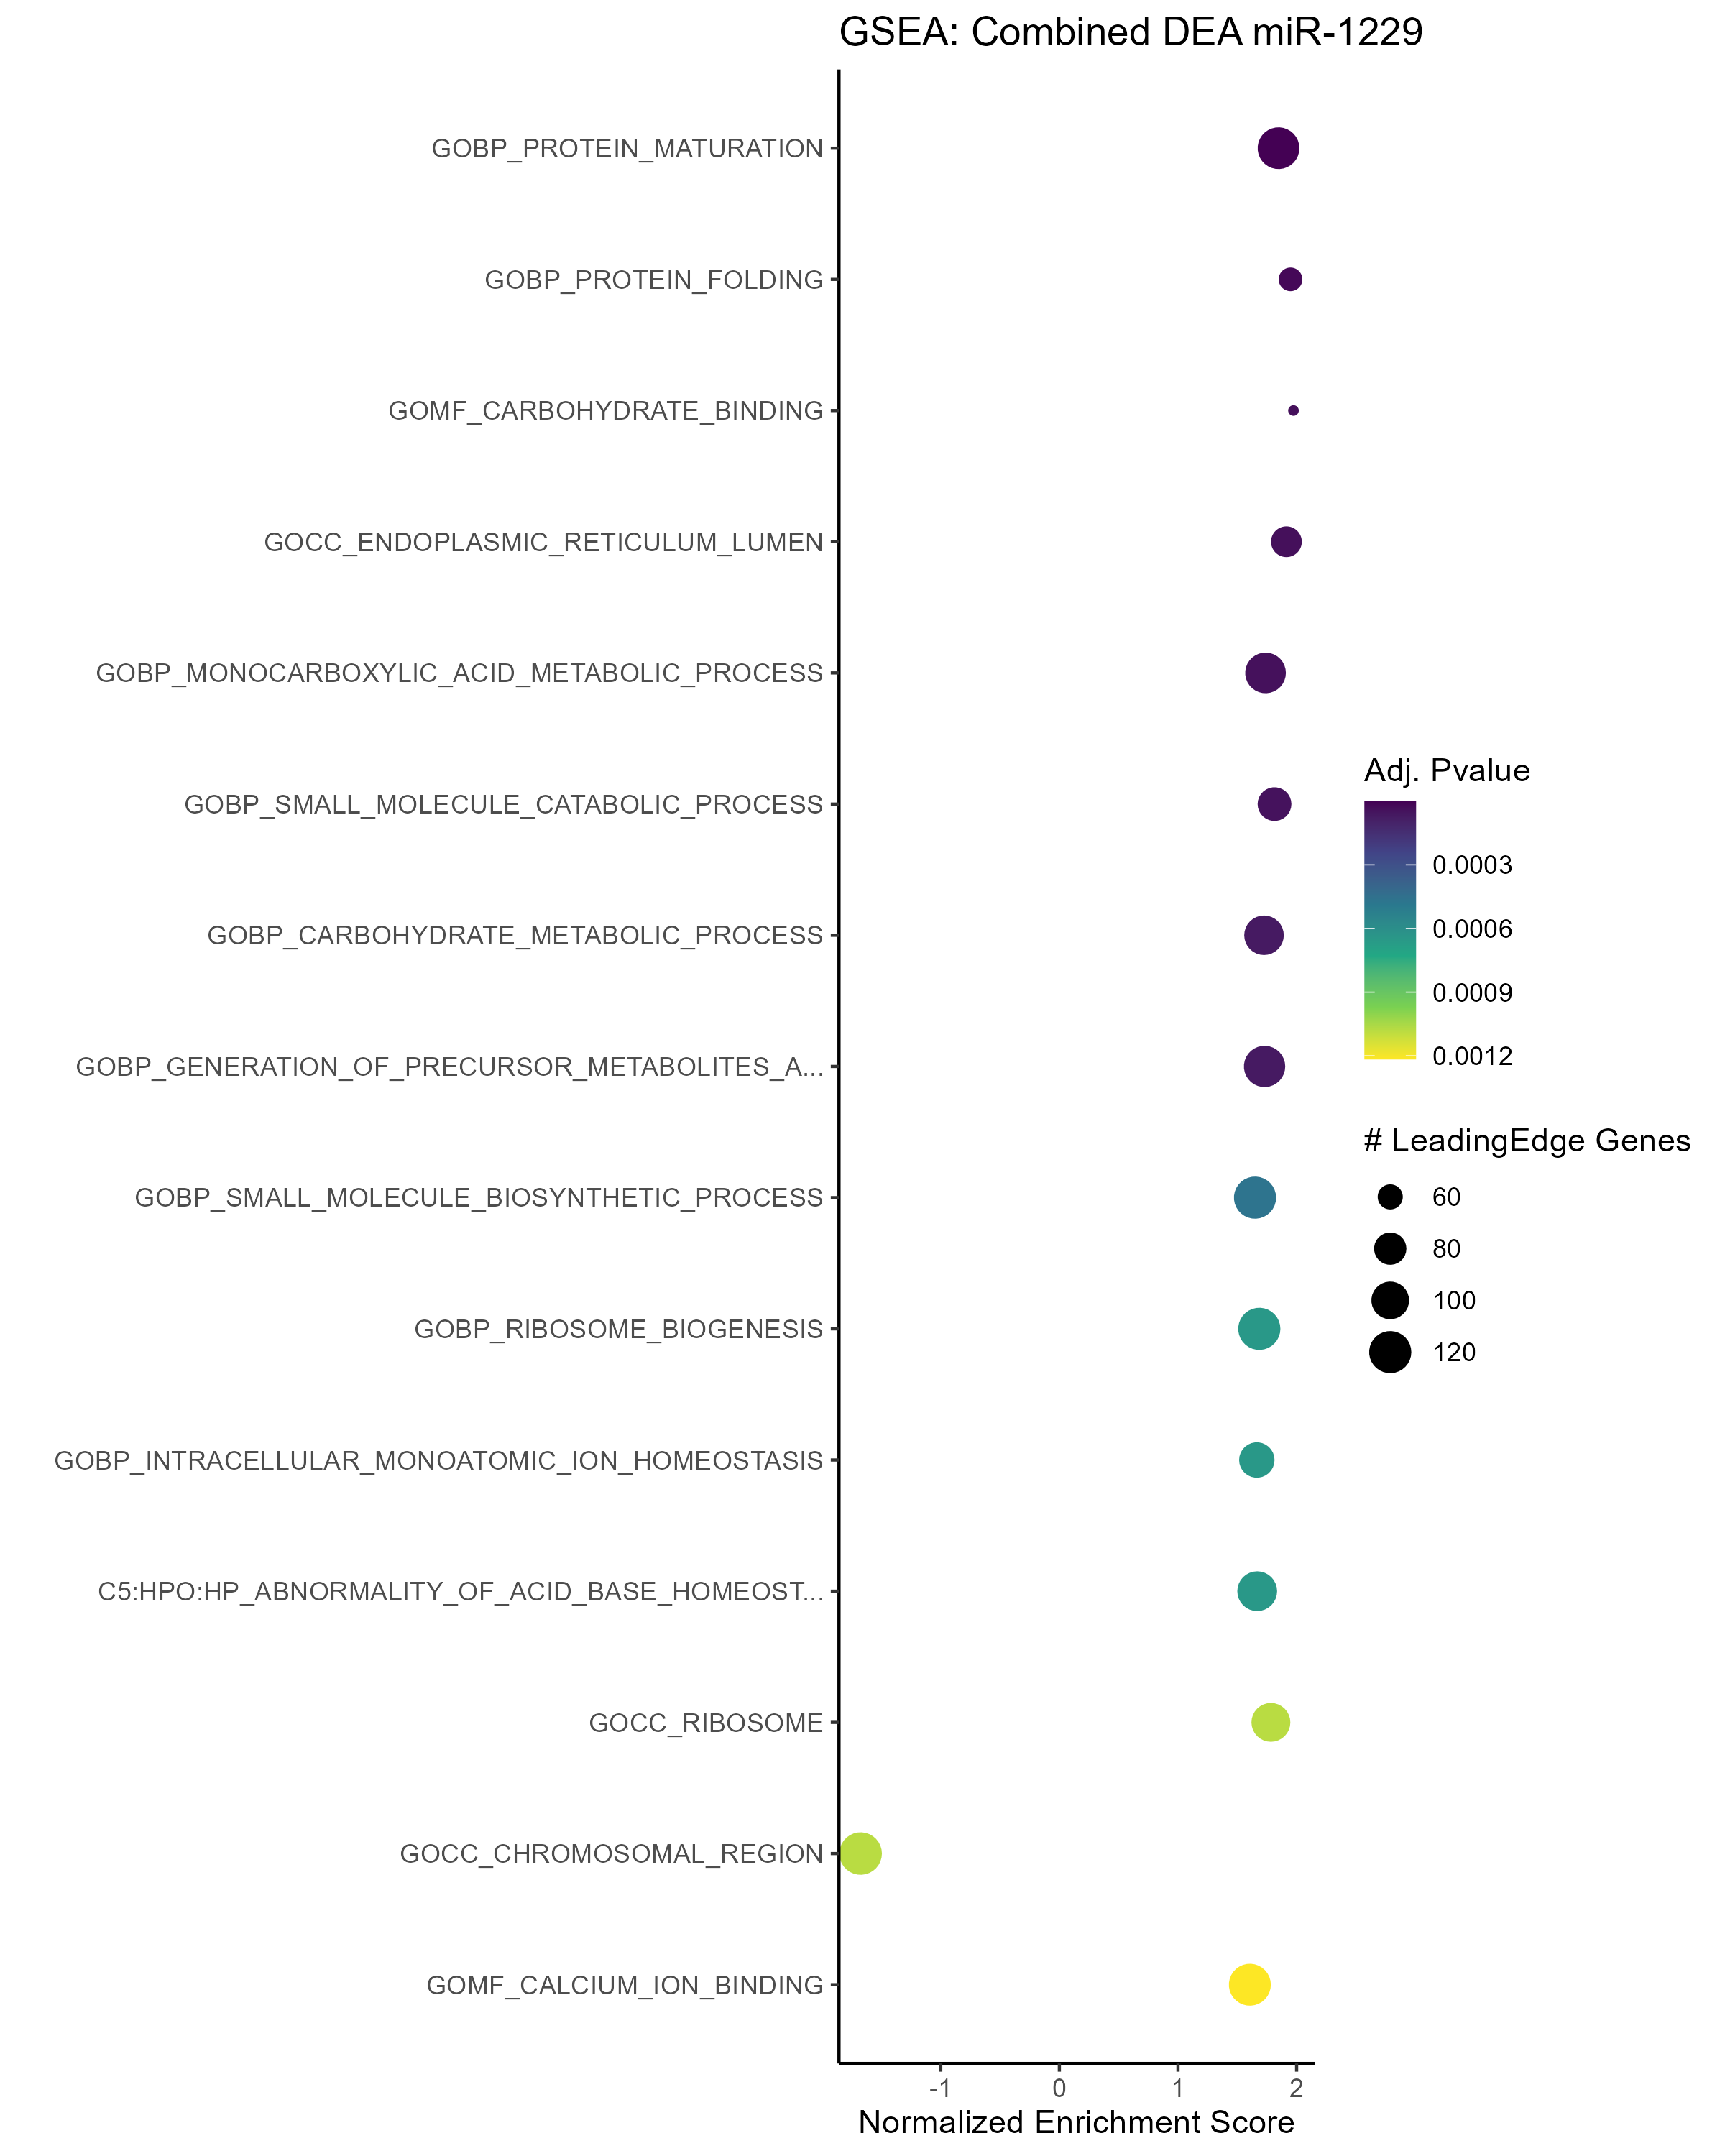 GSEA: Combined DEA miR-1229
GOBP_PROTEIN_MATURATION
GOBP_PROTEIN_FOLDING
GOMF_CARBOHYDRATE_BINDING
GOCC_ENDOPLASMIC_RETICULUM_LUMEN
GOBP_MONOCARBOXYLIC_ACID_METABOLIC_PROCESS
GOBP_SMALL_MOLECULE_CATABOLIC_PROCESS
GOBP_CARBOHYDRATE_METABOLIC_PROCESS
GOBP_GENERATION_OF_PRECURSOR_METABOLITES_A...
GOBP_SMALL_MOLECULE_BIOSYNTHETIC_PROCESS
GOBP_RIBOSOME_BIOGENESIS
GOBP_INTRACELLULAR_MONOATOMIC_ION_HOMEOSTASIS
C5:HPO:HP_ABNORMALITY_OF_ACID_BASE_HOMEOST...
GOCC_RIBOSOME
GOCC_CHROMOSOMAL_REGION
GOMF_CALCIUM_ION_BINDING
-1 0 1 2
Normalized Enrichment Score
Adj. Pvalue
0.0003
0.0006
0.0009
0.0012
# LeadingEdge Genes
60
80
100
120